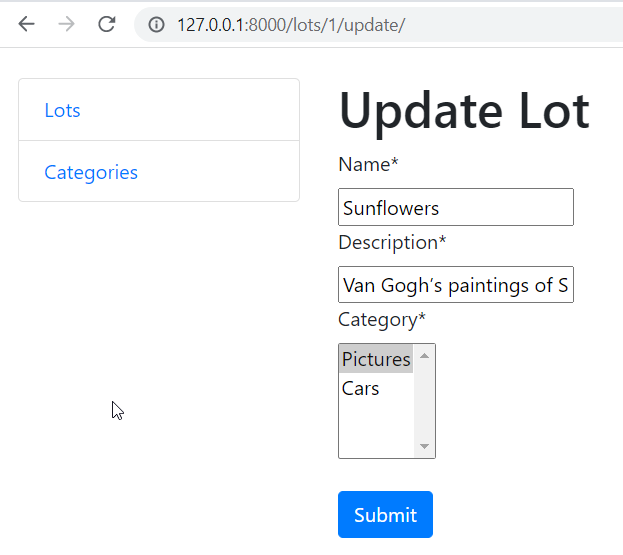 127.0.0.1:8000/lots/1/update/
Lots
Categories
Update Lot
Name*
Sunflowers
Description*
Van Gogh’s paintings of S
Category*
Pictures
Cars
Submit